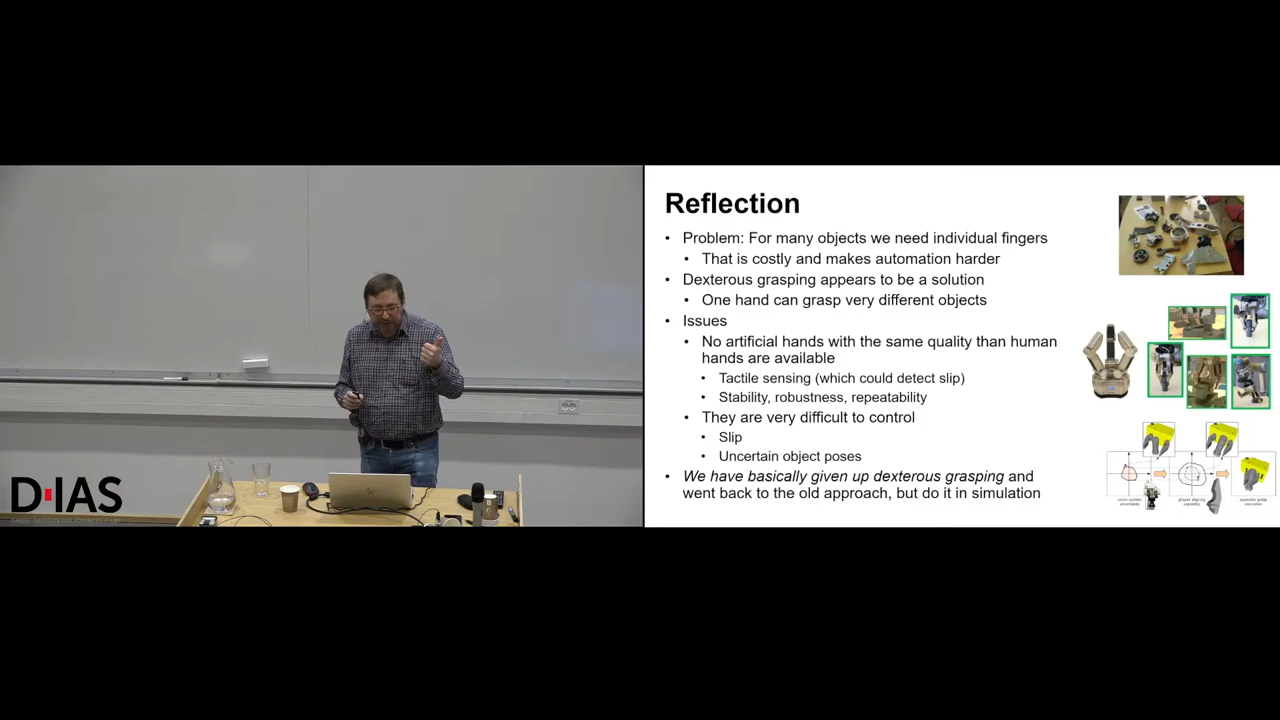 Reflection
• Problem: For many objects we need individual fingers
• That is costly and makes automation harder
• Dexterous grasping appears to be a solution
• One hand can grasp very different objects
• Issues
• No artificial hands with the same quality than human
hands are available
• Tactile sensing (which could detect slip)
• Stability, robustness, repeatability
• They are very difficult to control
• Slip
• Uncertain object poses
• We have basically given up dexterous grasping and
went back to the old approach, but do it in simulation
D·IAS